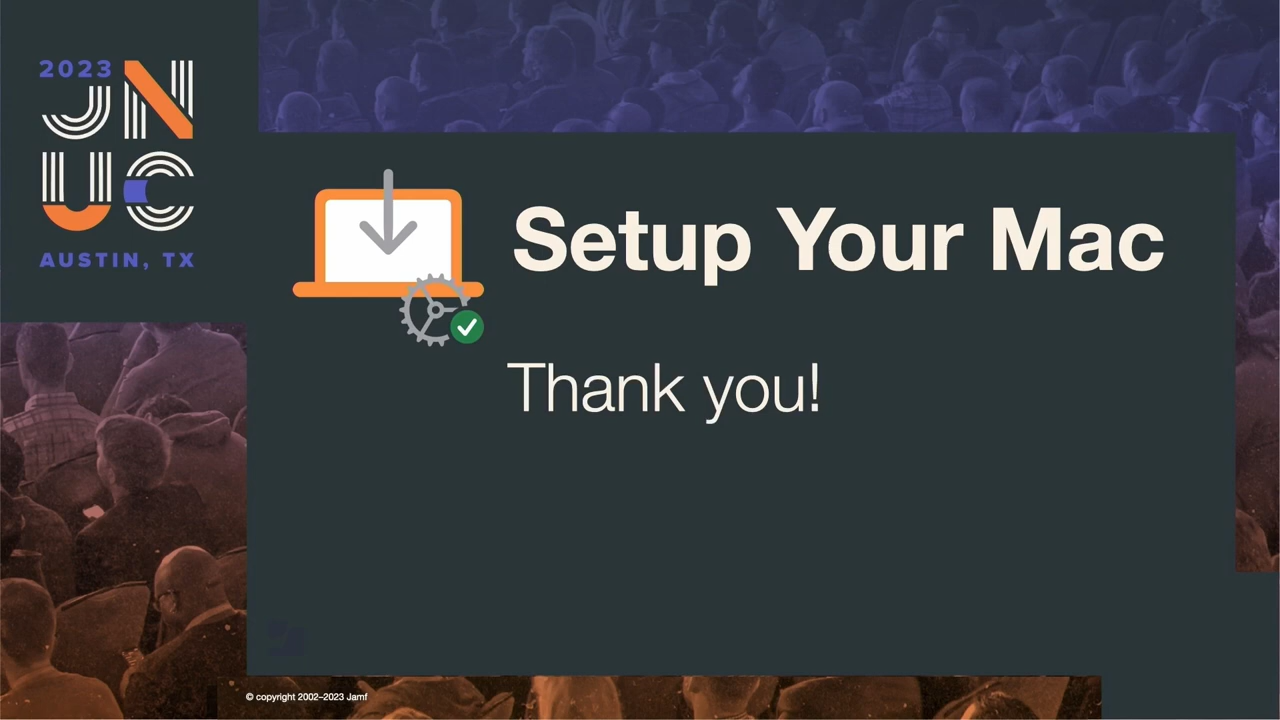 2023
JN
UC
AUSTIN, TX
Setup Your Mac
Thank you!
© copyright 2002–2023 Jamf